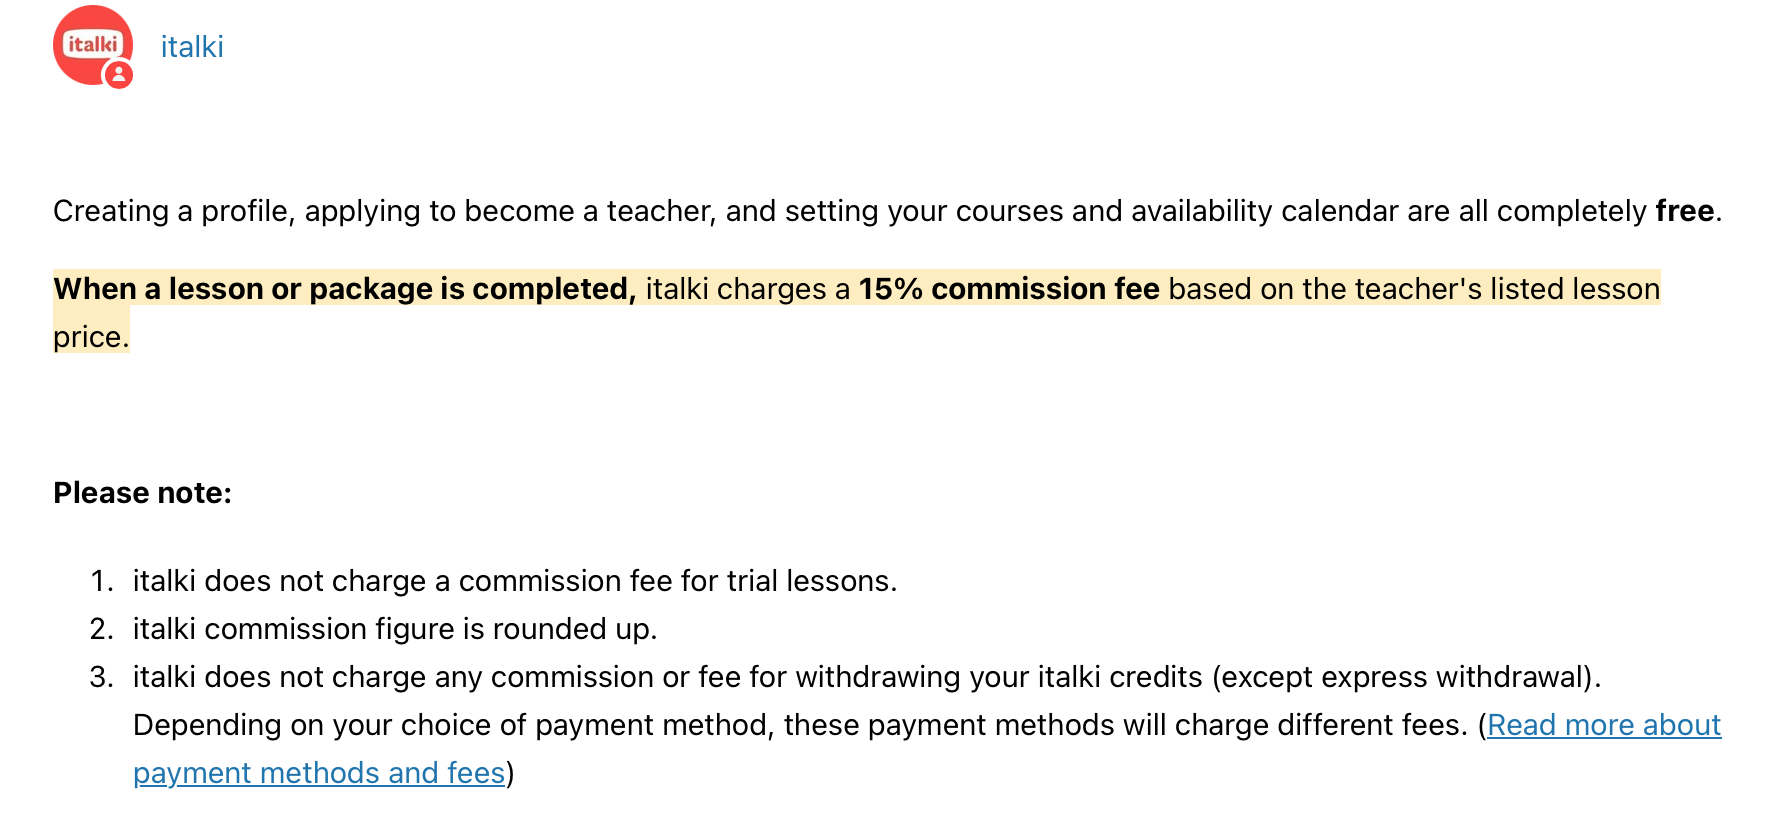 italki
italki
Creating a profile, applying to become a teacher, and setting your courses and availability calendar are all completely free.
When a lesson or package is completed, italki charges a 15% commission fee based on the teacher's listed lesson
price.
Please note:
1. italki does not charge a commission fee for trial lessons.
2. italki commission figure is rounded up.
3. italki does not charge any commission or fee for withdrawing your italki credits (except express withdrawal).
Depending on your choice of payment method, these payment methods will charge different fees. (Read more about
payment methods and fees)